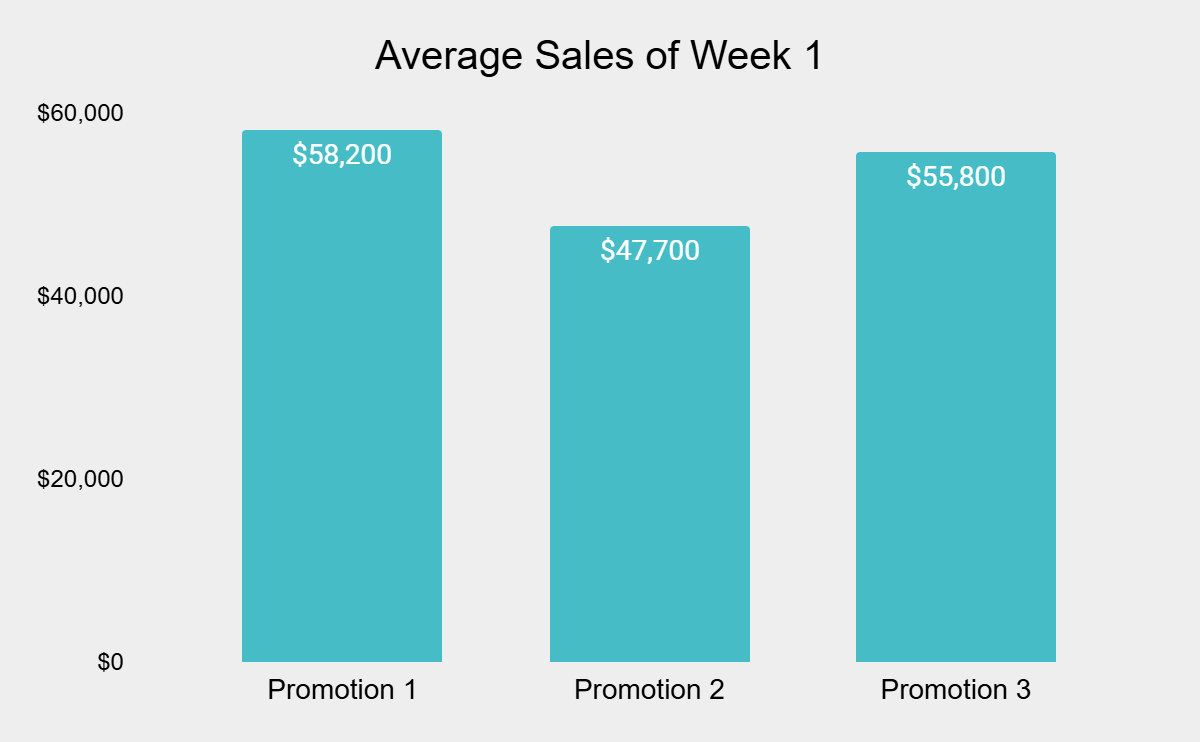 Average Sales of Week 1
$60,000
$58,200
$55,800
$47,700
$40,000
$20,000
$0
Promotion 1
Promotion 2
Promotion 3